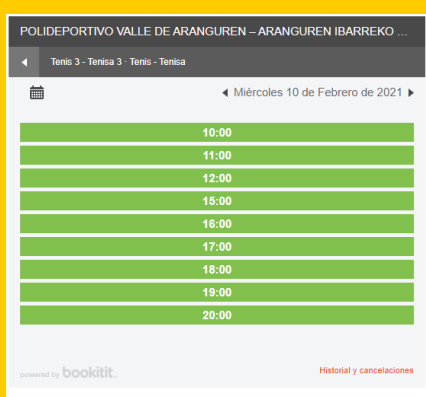 POLIDEPORTIVO VALLE DE ARANGUREN – ARANGUREN IBARREKO ...
Tenis 3 - Tenisa 3 · Tenis - Tenisa
Miércoles 10 de Febrero de 2021
10:00
11:00
12:00
15:00
16:00
17:00
18:00
19:00
20:00
powered by bookitit.
Historial y cancelaciones